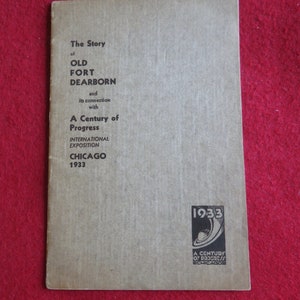 The Story
of
OLD
FORT
DEARBORN
and
its connection
with
A Century of
Progress
INTERNATIONAL
EXPOSITION
CHICAGO
1933
1933
A CENTURY
OF PROGRESS